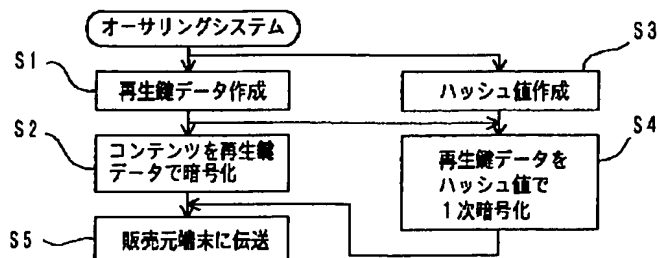 オーサリングシステム
S1
再生鍵データ作成
S3
ハッシュ値作成
S2
コンテンツを再生鍵
データで暗号化
S4
再生鍵データを
ハッシュ値で
1次暗号化
S5
販売元端末に伝送